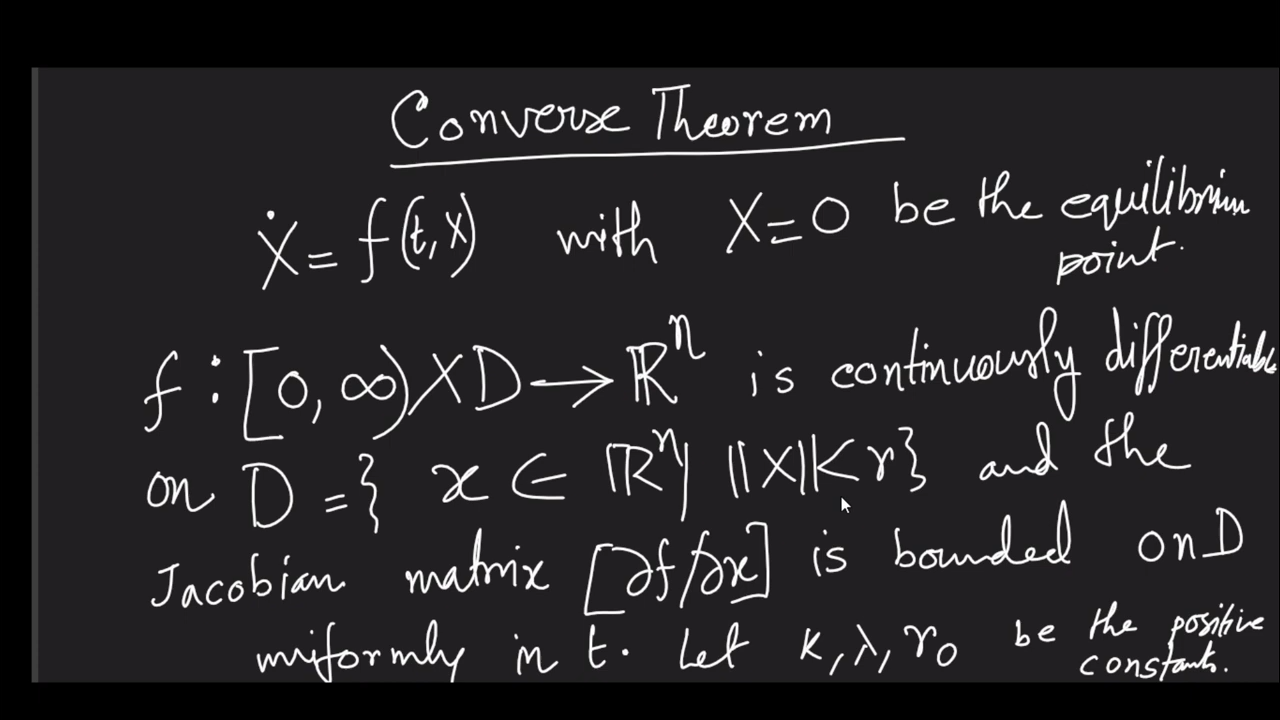 Converse Theorem
Ẋ = f(t, X) with X = 0 be the equilibrium
point.
f : [0, ∞) X D → ℝⁿ is continuously differentiable
on D = { x ∈ ℝⁿ | ||X|| < r } and the
Jacobian matrix [∂f/∂x] is bounded on D
uniformly in t. Let k, λ, r₀ be the positive
constants.